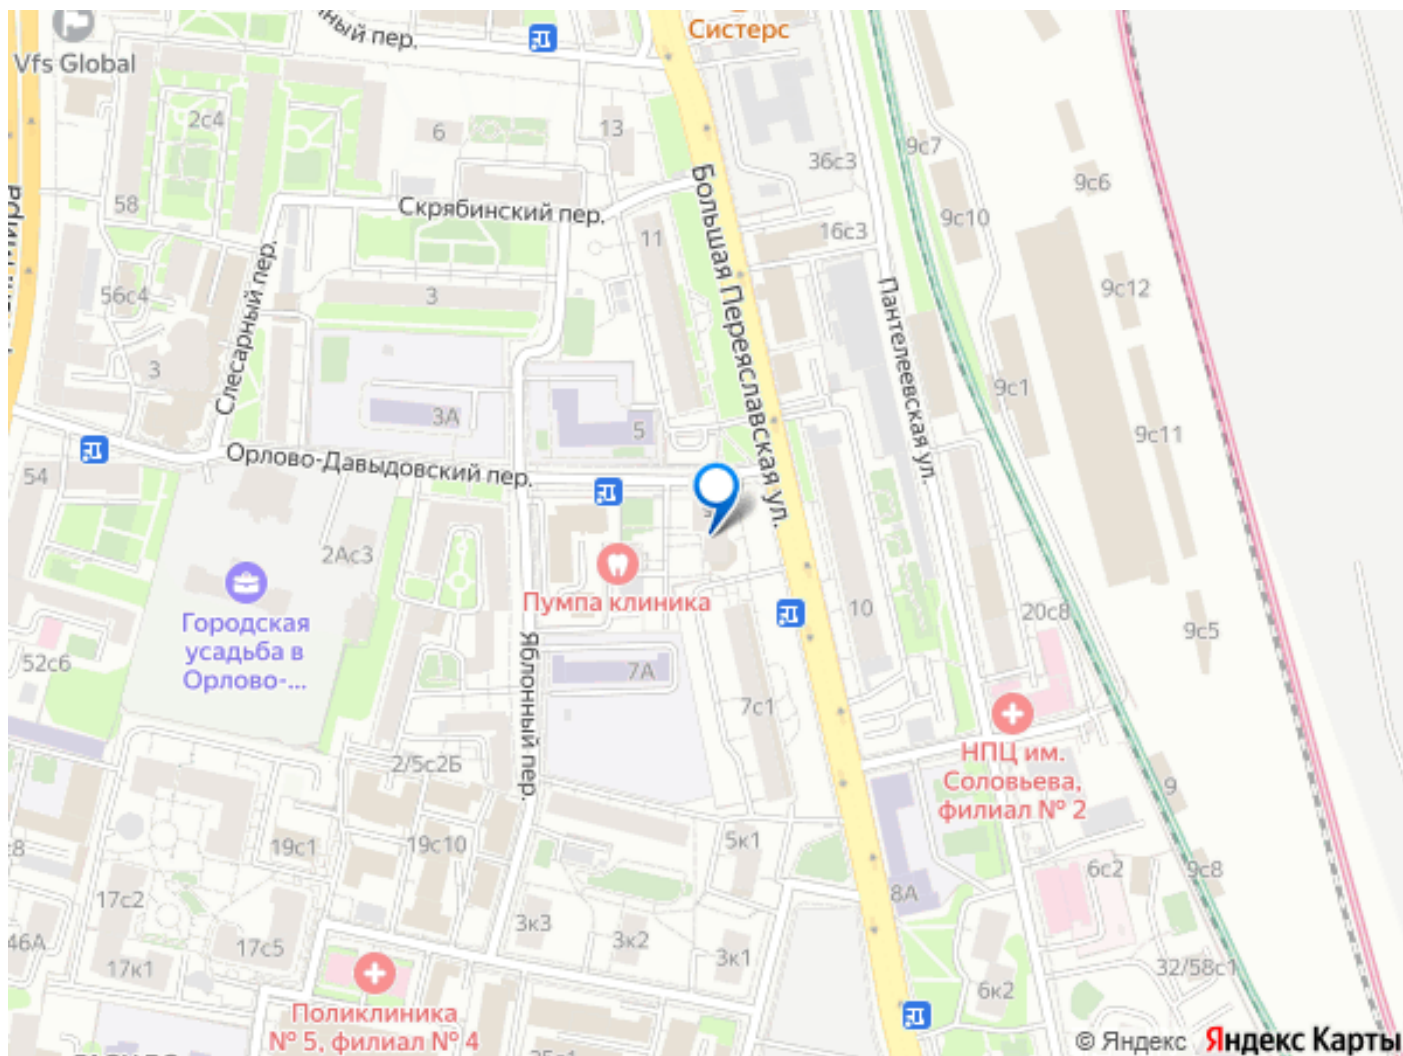 Систерс
ный пер.
Vfs Global
2с4
6
13
36с3
9с7
9с6
58
Скрябинский пер.
Большая Переяславская ул.
9с10
16с3
11
Слесарный пер.
56с4
3
Пантелеевская ул.
9с12
3
9с1
3А
5
9с11
Орлово-Давыдовский пер.
54
2Ас3
Пумпа клиника
10
20с8
9с5
Городская
усадьба в
Орлово-...
52с6
Яблонный пер.
7А
7с1
НПЦ им.
Соловьева,
филиал № 2
2/5с2Б
9
19с1
19с10
5к1
6с2
9с8
8А
17с2
3к3
3к2
3к1
46А
17с5
17к1
32/58с1
6к2
Поликлиника
№ 5, филиал № 4
© Яндекс Яндекс Карты